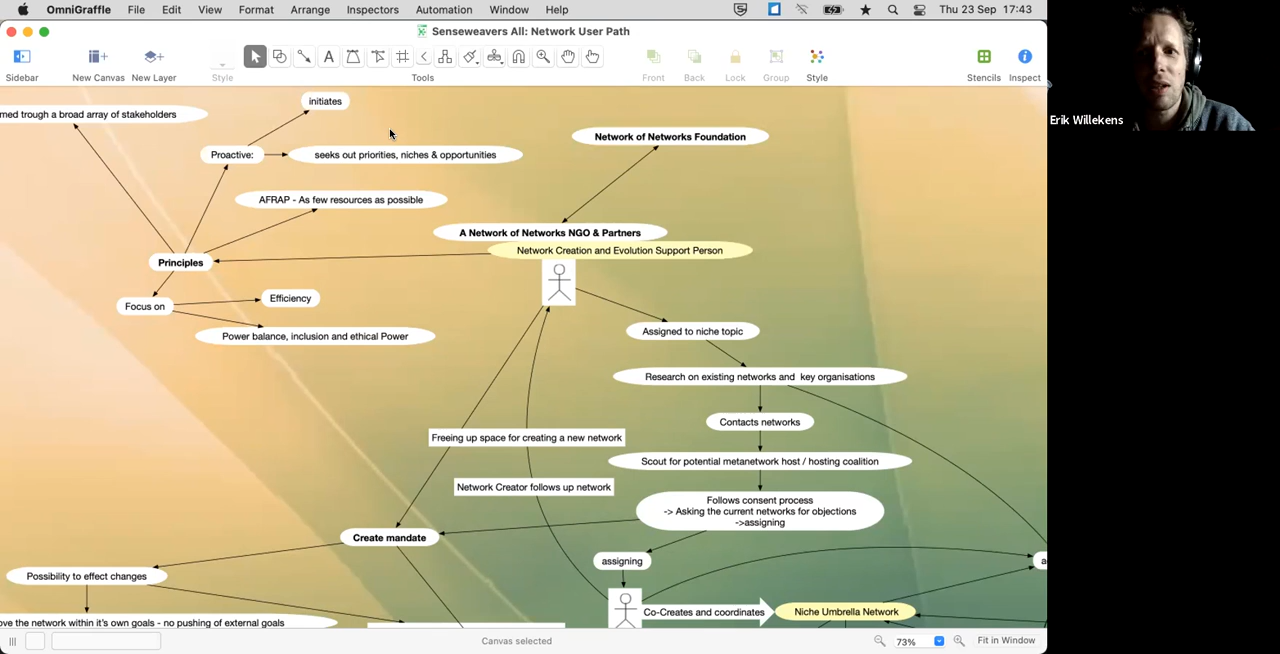 OmniGraffle File Edit View Format Arrange Inspectors Automation Window Help Thu 23 Sep 17:43
Senseweavers All: Network User Path
Sidebar New Canvas New Layer Style Tools Front Back Lock Group Style Stencils Inspect
Erik Willekens
initiates
med trough a broad array of stakeholders
Network of Networks Foundation
Proactive:
seeks out priorities, niches & opportunities
AFRAP - As few resources as possible
A Network of Networks NGO & Partners
Network Creation and Evolution Support Person
Principles
Focus on
Efficiency
Power balance, inclusion and ethical Power
Assigned to niche topic
Research on existing networks and key organisations
Contacts networks
Freeing up space for creating a new network
Scout for potential metanetwork host / hosting coalition
Network Creator follows up network
Follows consent process
-> Asking the current networks for objections
->assigning
Create mandate
assigning
a
Possibility to effect changes
Co-Creates and coordinates
Niche Umbrella Network
ove the network within it's own goals - no pushing of external goals
Canvas selected
73%
Fit in Window